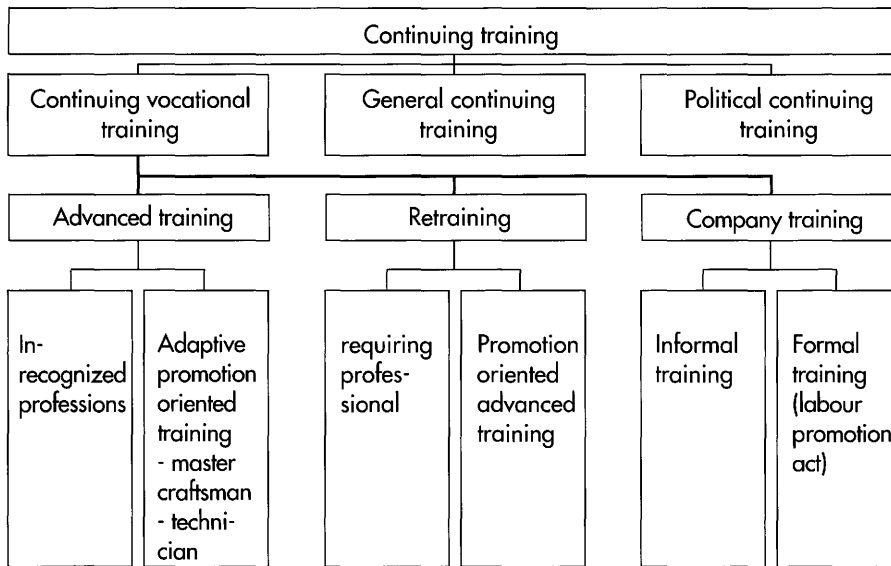 Continuing training
Continuing vocational
training
General continuing
training
Political continuing
training
Advanced training
Retraining
Company training
In-
recognized
professions
Adaptive
promotion
oriented
training
- master
craftsman
- techni-
cian
requiring
profes-
sional
Promotion
oriented
advanced
training
Informal
training
Formal
training
(labour
promotion
act)